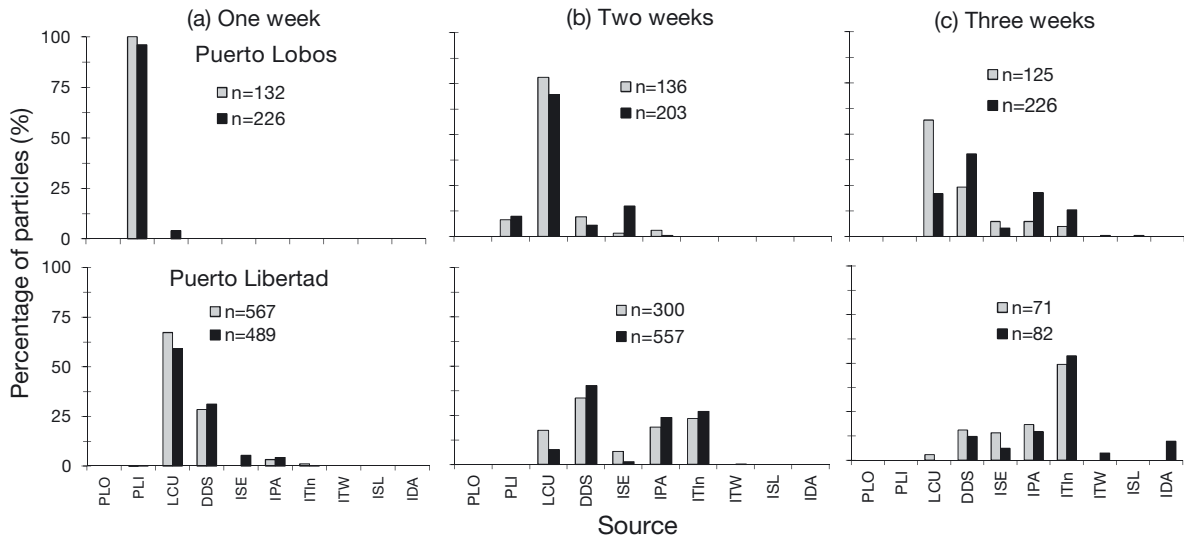 (a) One week
(b) Two weeks
(c) Three weeks
Percentage of particles (%)
100
75
50
25
0
Puerto Lobos
n=132
n=226
n=136
n=203
n=125
n=226
100
75
50
25
0
Puerto Libertad
n=567
n=489
n=300
n=557
n=71
n=82
PLO PLI LCU DDS ISE IPA ITIn ITW ISL IDA
PLO PLI LCU DDS ISE IPA ITIn ITW ISL IDA
PLO PLI LCU DDS ISE IPA ITIn ITW ISL IDA
Source